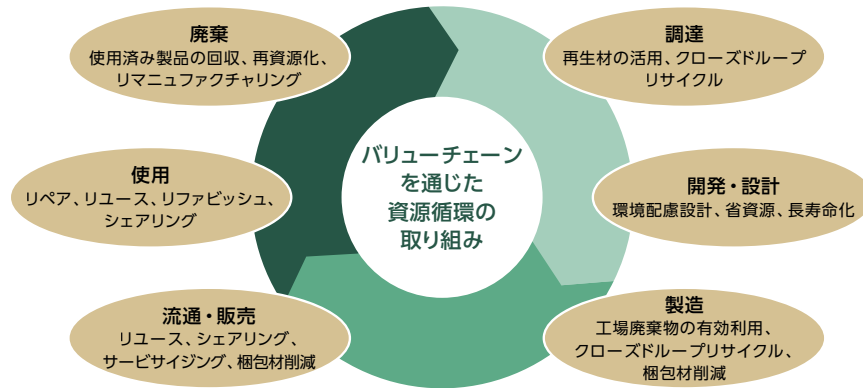 廃棄
使用済み製品の回収、再資源化、
リマニュファクチャリング
調達
再生材の活用、クローズドループ
リサイクル
バリューチェーン
を通じた
資源循環の
取り組み
使用
リペア、リユース、リファビッシュ、
シェアリング
開発・設計
環境配慮設計、省資源、長寿命化
流通・販売
リユース、シェアリング、
サービサイジング、梱包材削減
製造
工場廃棄物の有効利用、
クローズドループリサイクル、
梱包材削減